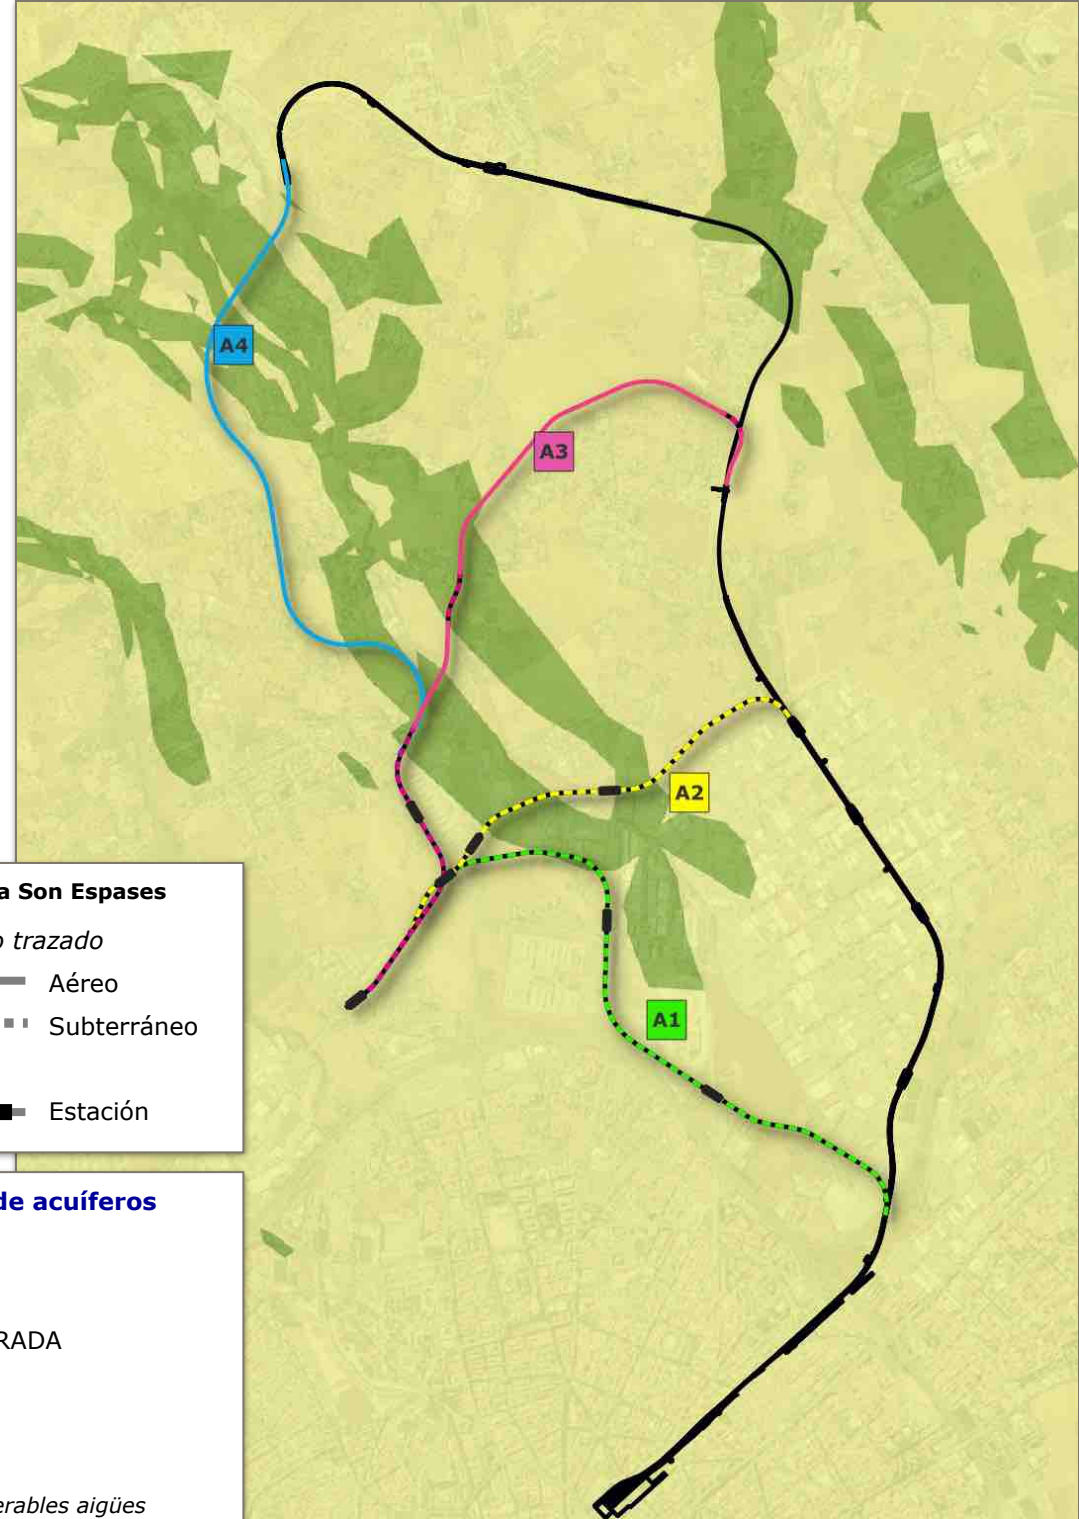 A4
A3
A2
A1
a Son Espases
o trazado
Aéreo
Subterráneo
Estación
de acuíferos
RADA
erables aigües